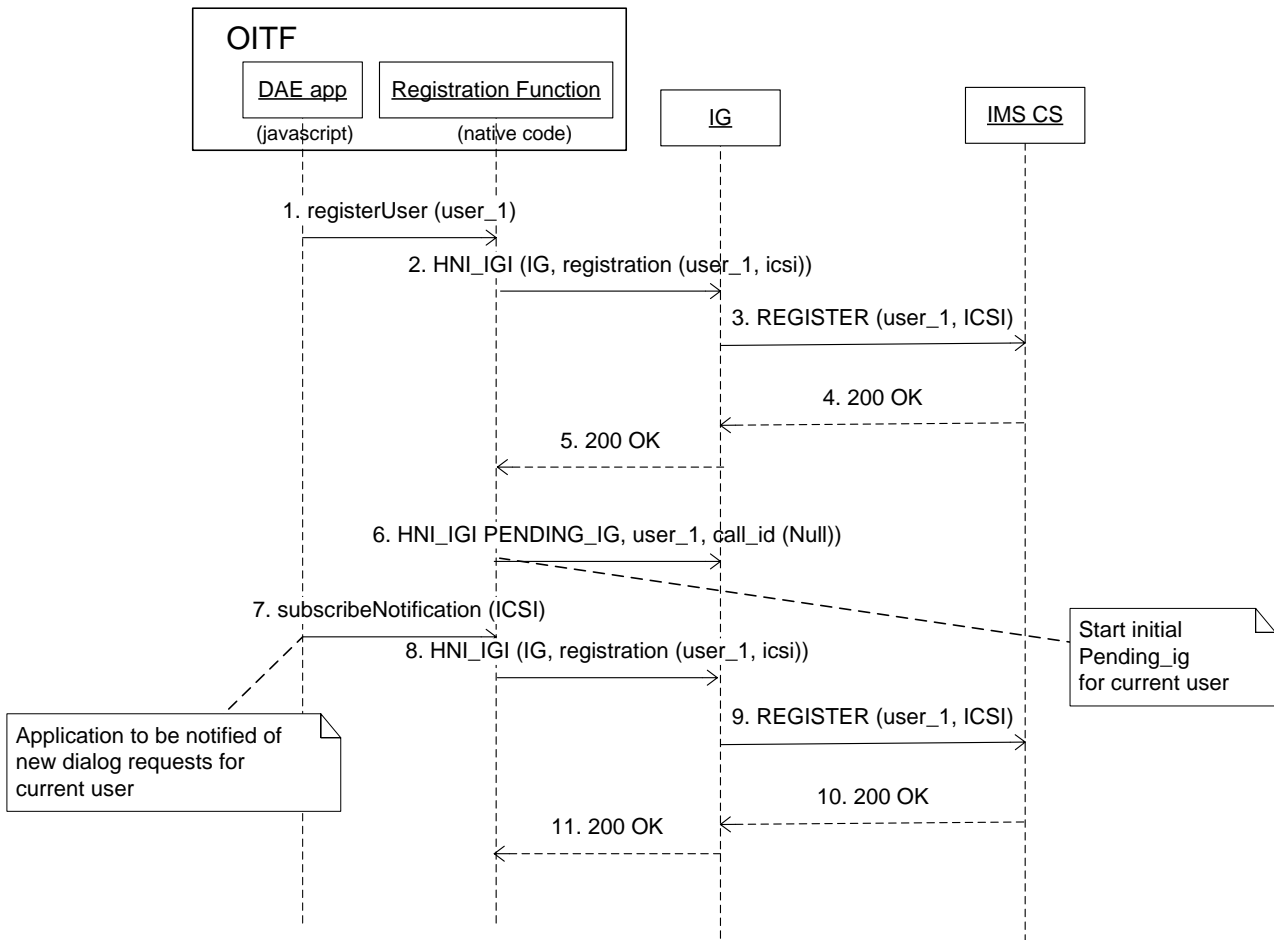 OITF
DAE app
Registration Function
(javascript)
(native code)
IG
IMS CS
1. registerUser (user_1)
2. HNI_IGI (IG, registration (user_1, icsi))
3. REGISTER (user_1, ICSI)
4. 200 OK
5. 200 OK
6. HNI_IGI PENDING_IG, user_1, call_id (Null))
7. subscribeNotification (ICSI)
8. HNI_IGI (IG, registration (user_1, icsi))
Start initial
Pending_ig
for current user
9. REGISTER (user_1, ICSI)
Application to be notified of
new dialog requests for
current user
10. 200 OK
11. 200 OK